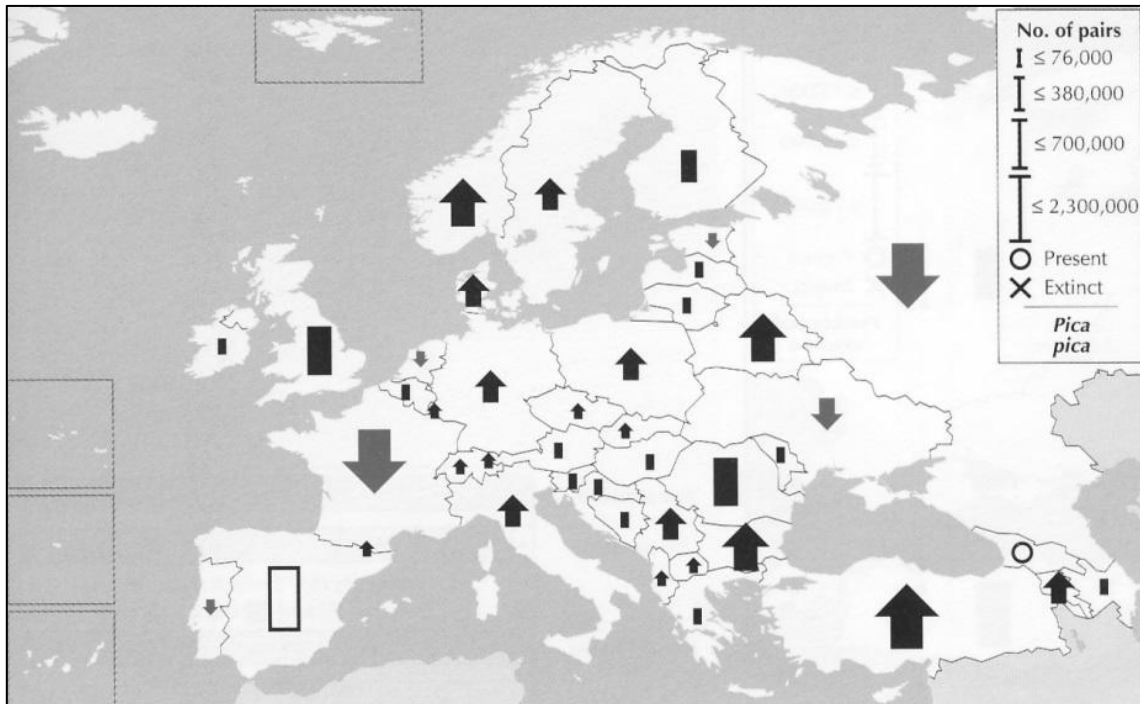 No. of pairs
≤ 76,000
≤ 380,000
≤ 700,000
≤ 2,300,000
Present
Extinct
Pica
pica